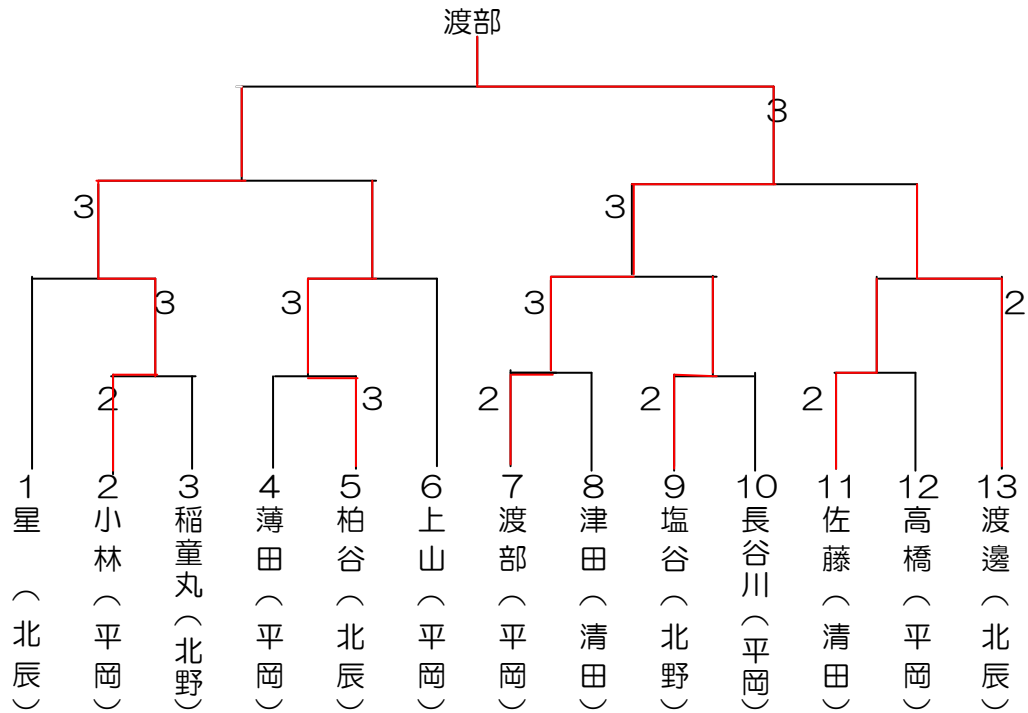 渡部
3
3
3
3
3
3
2
2
3
2
2
2
1 星 （北辰）
2 小林（平岡）
3 稲童丸（北野）
4 薄田（平岡）
5 柏谷（北辰）
6 上山（平岡）
7 渡部（平岡）
8 津田（清田）
9 塩谷（北野）
10 長谷川（平岡）
11 佐藤（清田）
12 高橋（平岡）
13 渡邊（北辰）